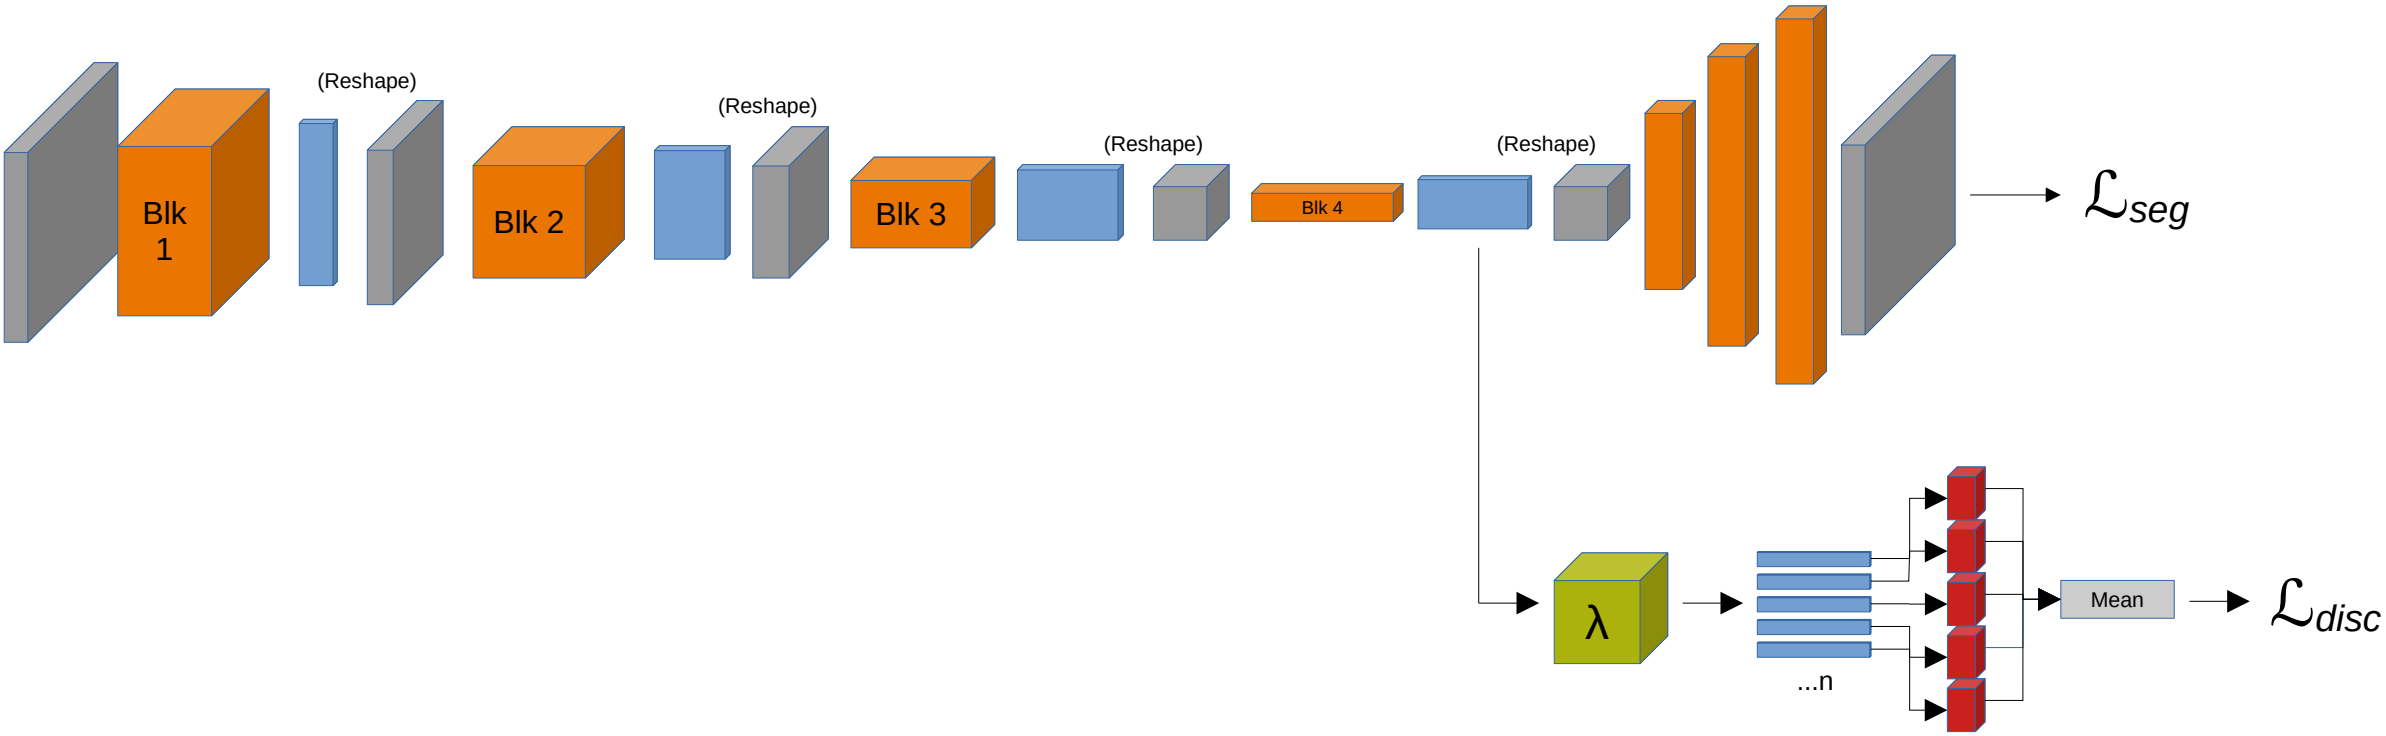 (Reshape)
(Reshape)
(Reshape)
(Reshape)
Blk
1
Blk 2
Blk 3
Blk 4
ℒseg
λ
...n
Mean
ℒdisc